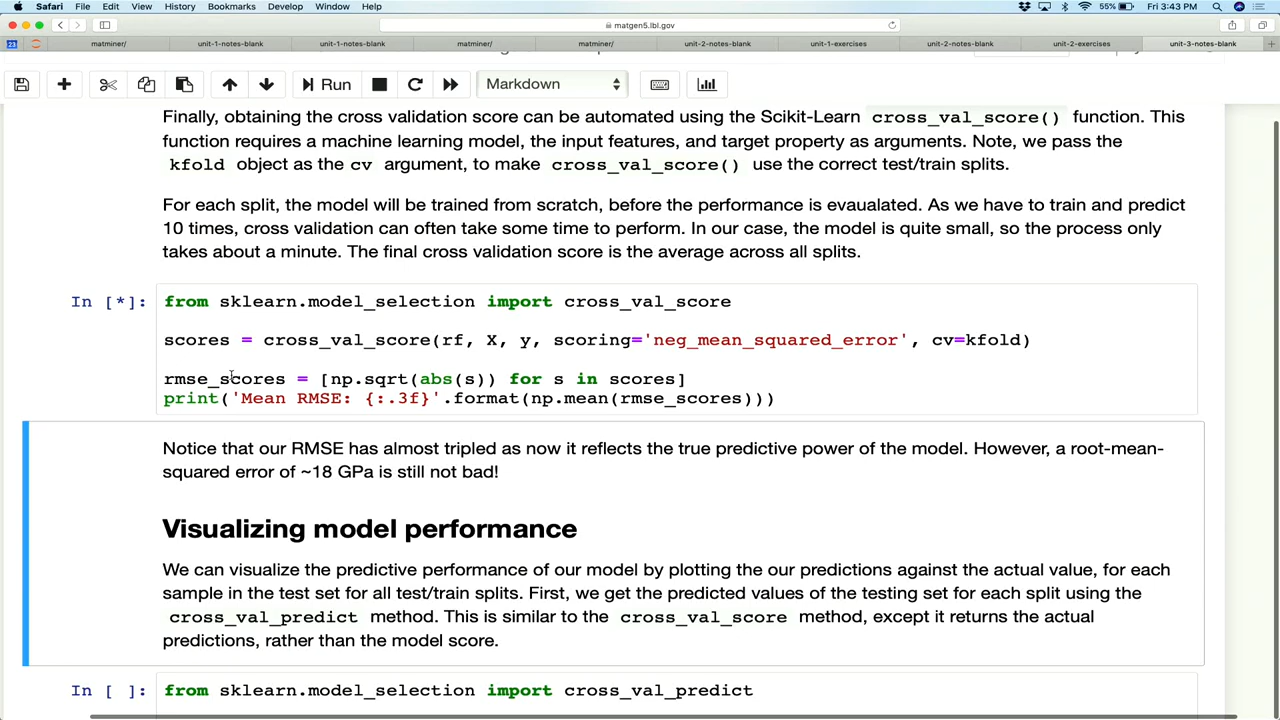 Safari File Edit View History Bookmarks Develop Window Help 55% Fri 3:43 PM
matgen5.lbl.gov
23 matminer/ unit-1-notes-blank unit-1-notes-blank matminer/ matminer/ unit-2-notes-blank unit-1-exercises unit-2-notes-blank unit-2-exercises unit-3-notes-blank
Run Markdown
Finally, obtaining the cross validation score can be automated using the Scikit-Learn cross_val_score() function. This
function requires a machine learning model, the input features, and target property as arguments. Note, we pass the
kfold object as the cv argument, to make cross_val_score() use the correct test/train splits.
For each split, the model will be trained from scratch, before the performance is evaualated. As we have to train and predict
10 times, cross validation can often take some time to perform. In our case, the model is quite small, so the process only
takes about a minute. The final cross validation score is the average across all splits.
In [*]: from sklearn.model_selection import cross_val_score
scores = cross_val_score(rf, X, y, scoring='neg_mean_squared_error', cv=kfold)
rmse_scores = [np.sqrt(abs(s)) for s in scores]
print('Mean RMSE: {:.3f}'.format(np.mean(rmse_scores)))
Notice that our RMSE has almost tripled as now it reflects the true predictive power of the model. However, a root-mean-
squared error of ~18 GPa is still not bad!
Visualizing model performance
We can visualize the predictive performance of our model by plotting the our predictions against the actual value, for each
sample in the test set for all test/train splits. First, we get the predicted values of the testing set for each split using the
cross_val_predict method. This is similar to the cross_val_score method, except it returns the actual
predictions, rather than the model score.
In [ ]: from sklearn.model_selection import cross_val_predict